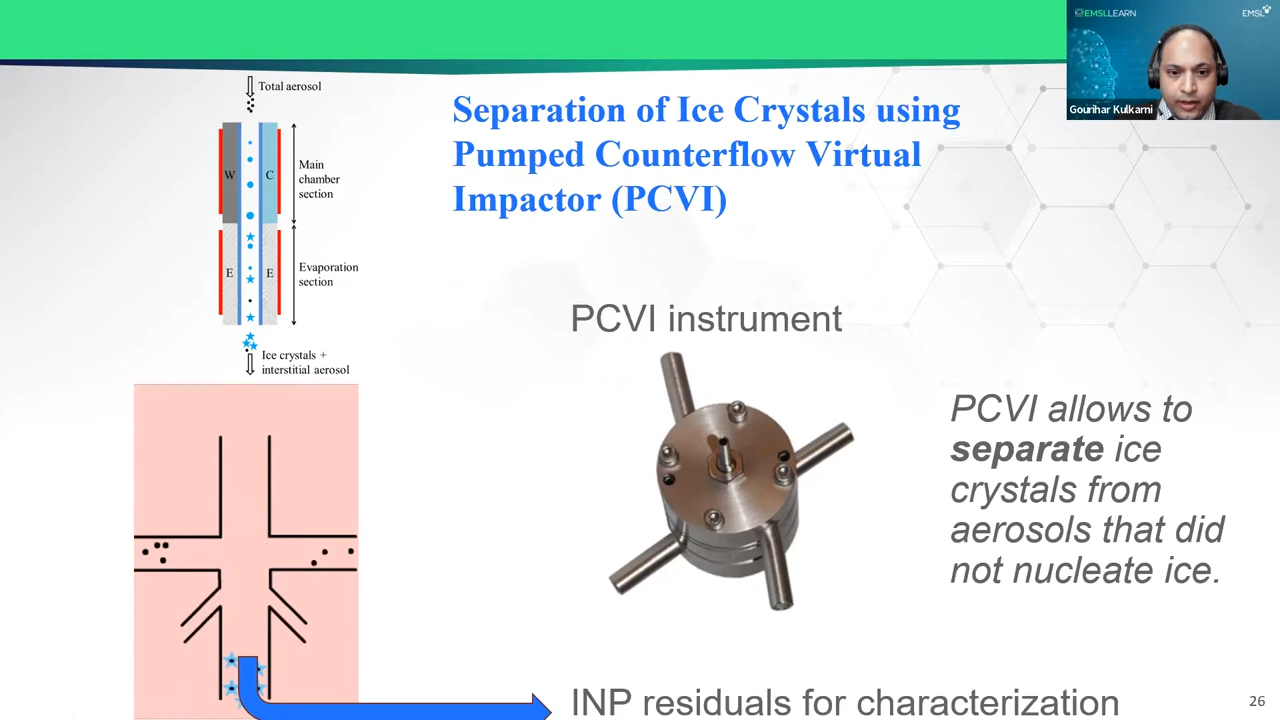 EMSLLEARN
EMSL
Gourihar Kulkarni
Separation of Ice Crystals using
Pumped Counterflow Virtual
Impactor (PCVI)
Total aerosol
W
C
Main
chamber
section
E
E
Evaporation
section
Ice crystals +
interstitial aerosol
PCVI instrument
PCVI allows to
separate ice
crystals from
aerosols that did
not nucleate ice.
INP residuals for characterization
26